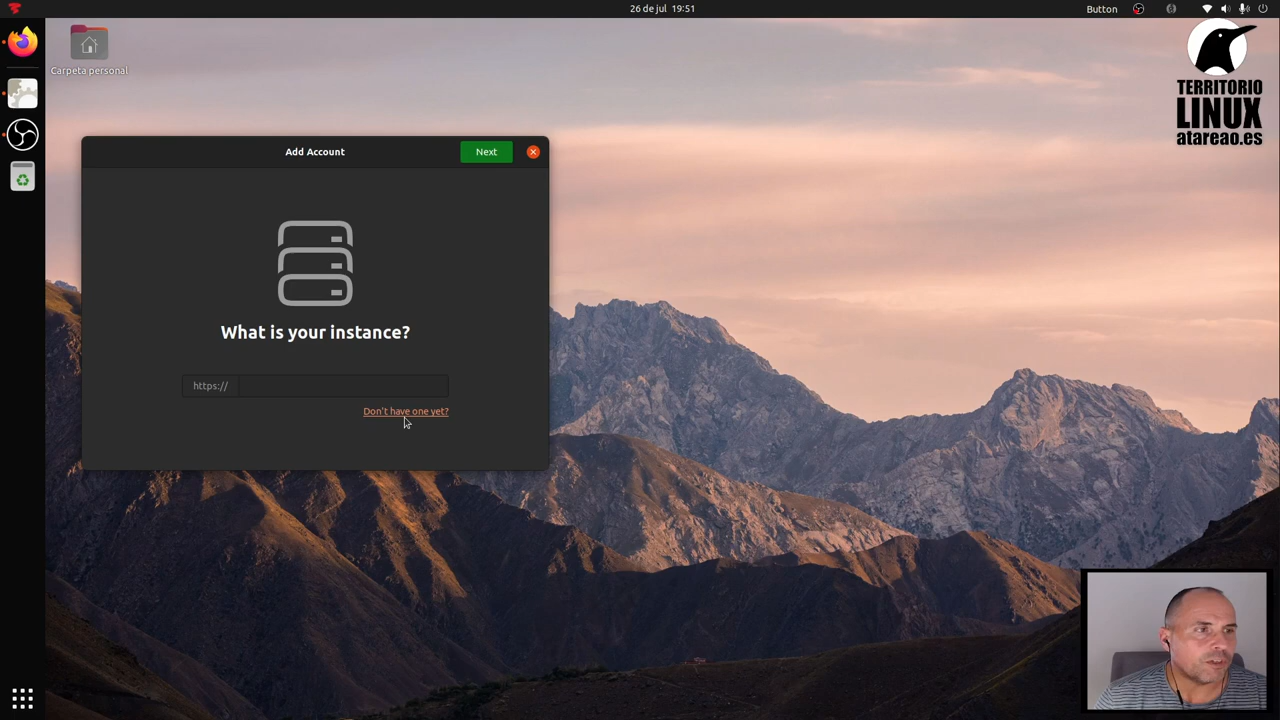 26 de jul 19:51
Button
Carpeta personal
TERRITORIO
LINUX
atareao.es
Add Account
Next
What is your instance?
https://
Don't have one yet?